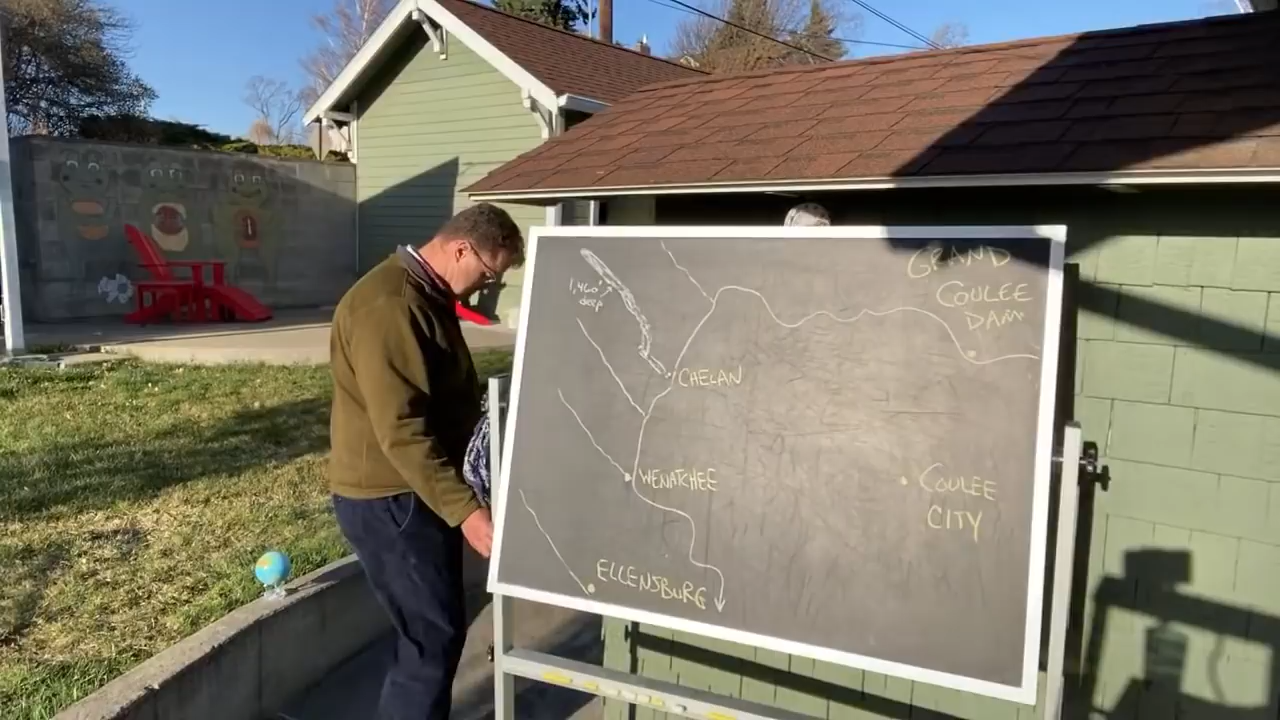 1,460'
deep
GRAND
COULEE
DAM
CHELAN
WENATCHEE
COULEE
CITY
ELLENSBURG